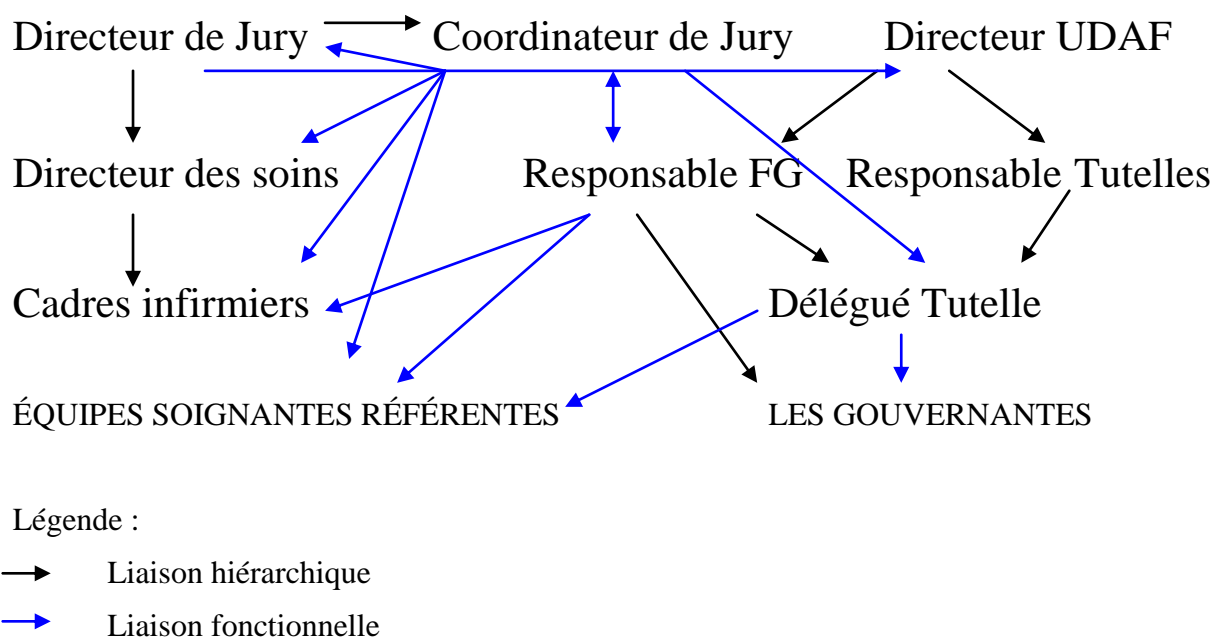 Directeur de Jury Coordinateur de Jury Directeur UDAF
Directeur des soins Responsable FG Responsable Tutelles
Cadres infirmiers Délégué Tutelle
ÉQUIPES SOIGNANTES RÉFÉRENTES LES GOUVERNANTES
Légende :
Liaison hiérarchique
Liaison fonctionnelle